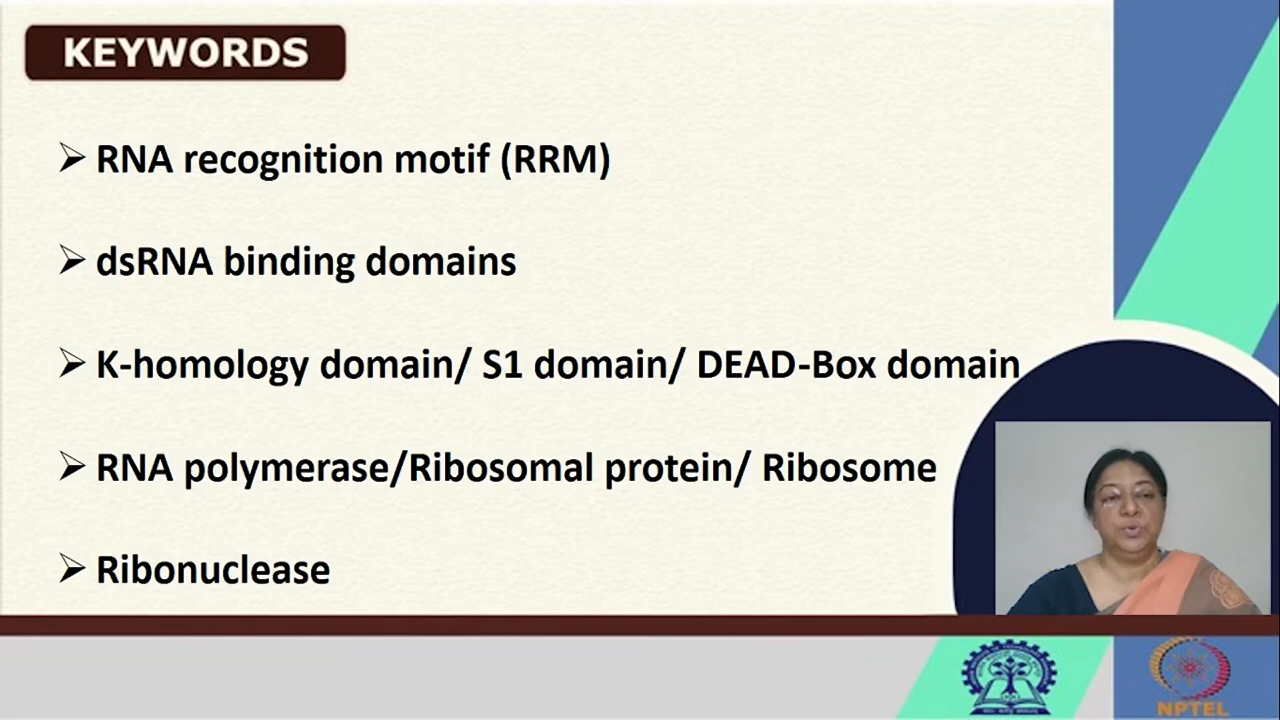 KEYWORDS
➢ RNA recognition motif (RRM)
➢ dsRNA binding domains
➢ K-homology domain/ S1 domain/ DEAD-Box domain
➢ RNA polymerase/Ribosomal protein/ Ribosome
➢ Ribonuclease
NPTEL